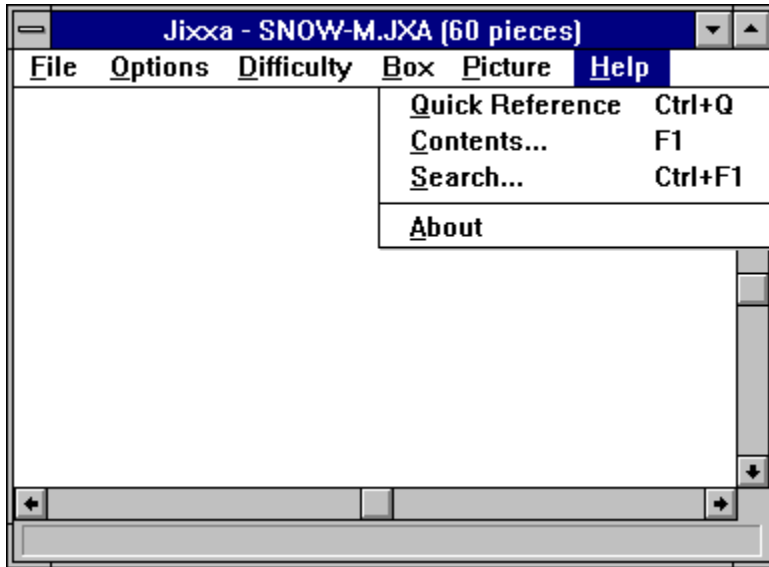 Jixxa - SNOW-M.JXA (60 pieces)
File Options Difficulty Box Picture Help
Quick Reference Ctrl+Q
Contents... F1
Search... Ctrl+F1
About